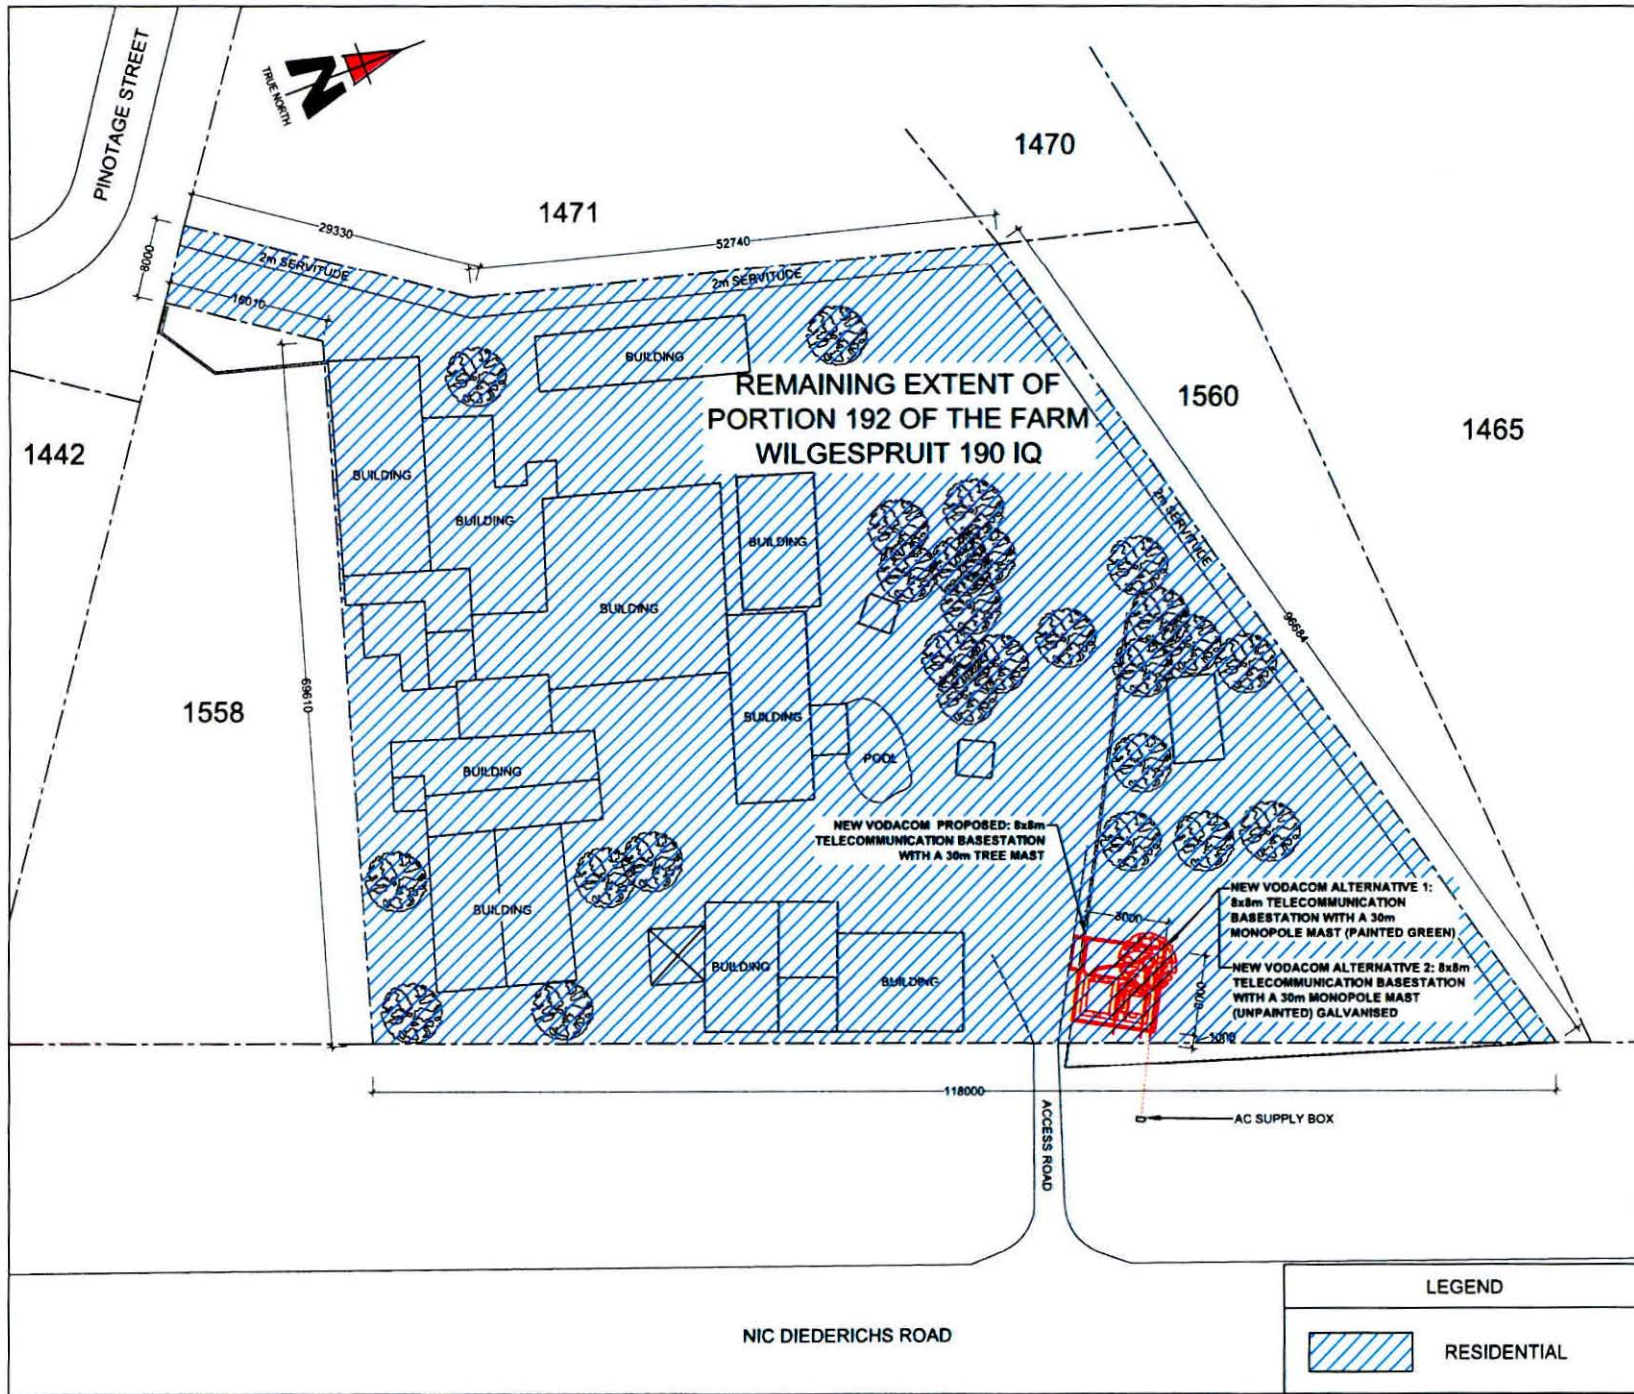 PINOTAGE STREET
N
TRUE NORTH
1470
1471
29330
52740
8000
2m SERVITUDE
2m SERVITUDE
16010
BUILDING
REMAINING EXTENT OF
PORTION 192 OF THE FARM
WILGESPRUIT 190 IQ
1560
1465
1442
BUILDING
BUILDING
BUILDING
2m SERVITUDE
BUILDING
96684
69610
1558
BUILDING
POOL
BUILDING
NEW VODACOM PROPOSED: 8x8m
TELECOMMUNICATION BASESTATION
WITH A 30m TREE MAST
NEW VODACOM ALTERNATIVE 1:
8x8m TELECOMMUNICATION
BASESTATION WITH A 30m
MONOPOLE MAST (PAINTED GREEN)
BUILDING
BUILDING
BUILDING
NEW VODACOM ALTERNATIVE 2: 8x8m
TELECOMMUNICATION BASESTATION
WITH A 30m MONOPOLE MAST
(UNPAINTED) GALVANISED
118000
ACCESS ROAD
AC SUPPLY BOX
NIC DIEDERICHS ROAD
LEGEND
RESIDENTIAL